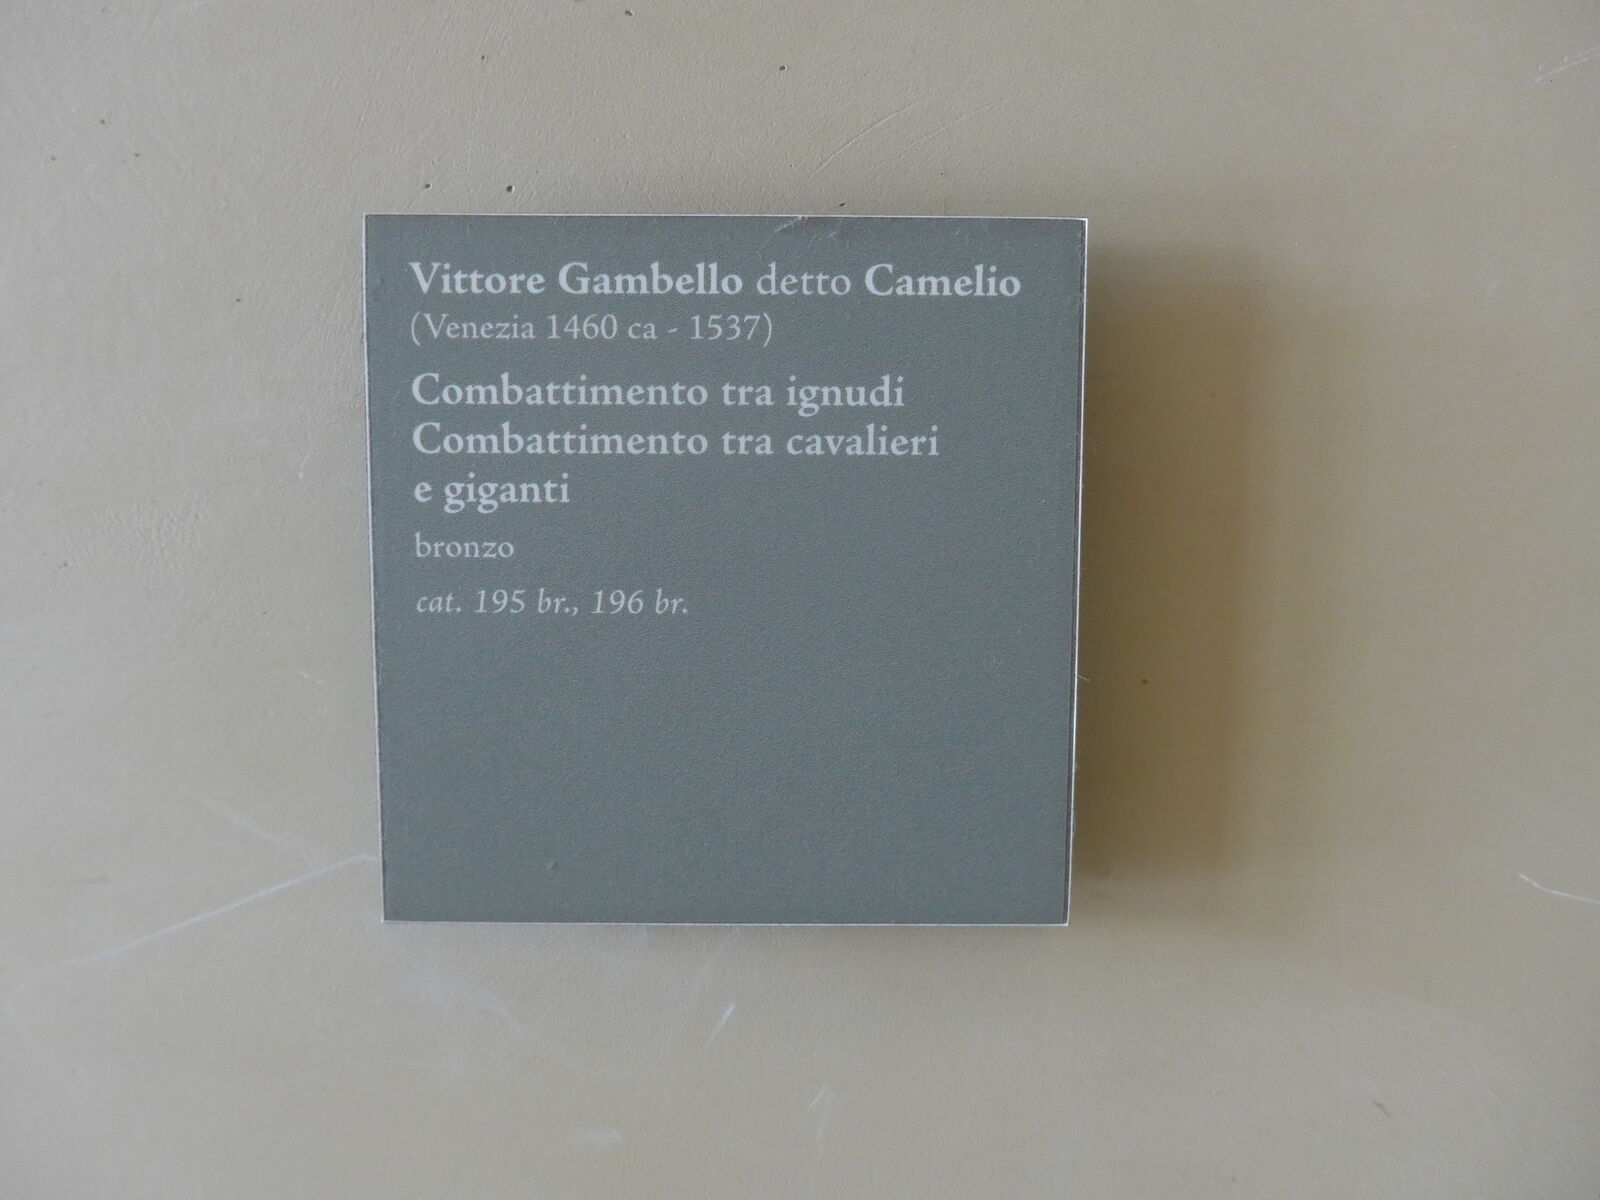 Vittore Gambello detto Camelio
(Venezia 1460 ca - 1537)
Combattimento tra ignudi
Combattimento tra cavalieri
e giganti
bronzo
cat. 195 br., 196 br.